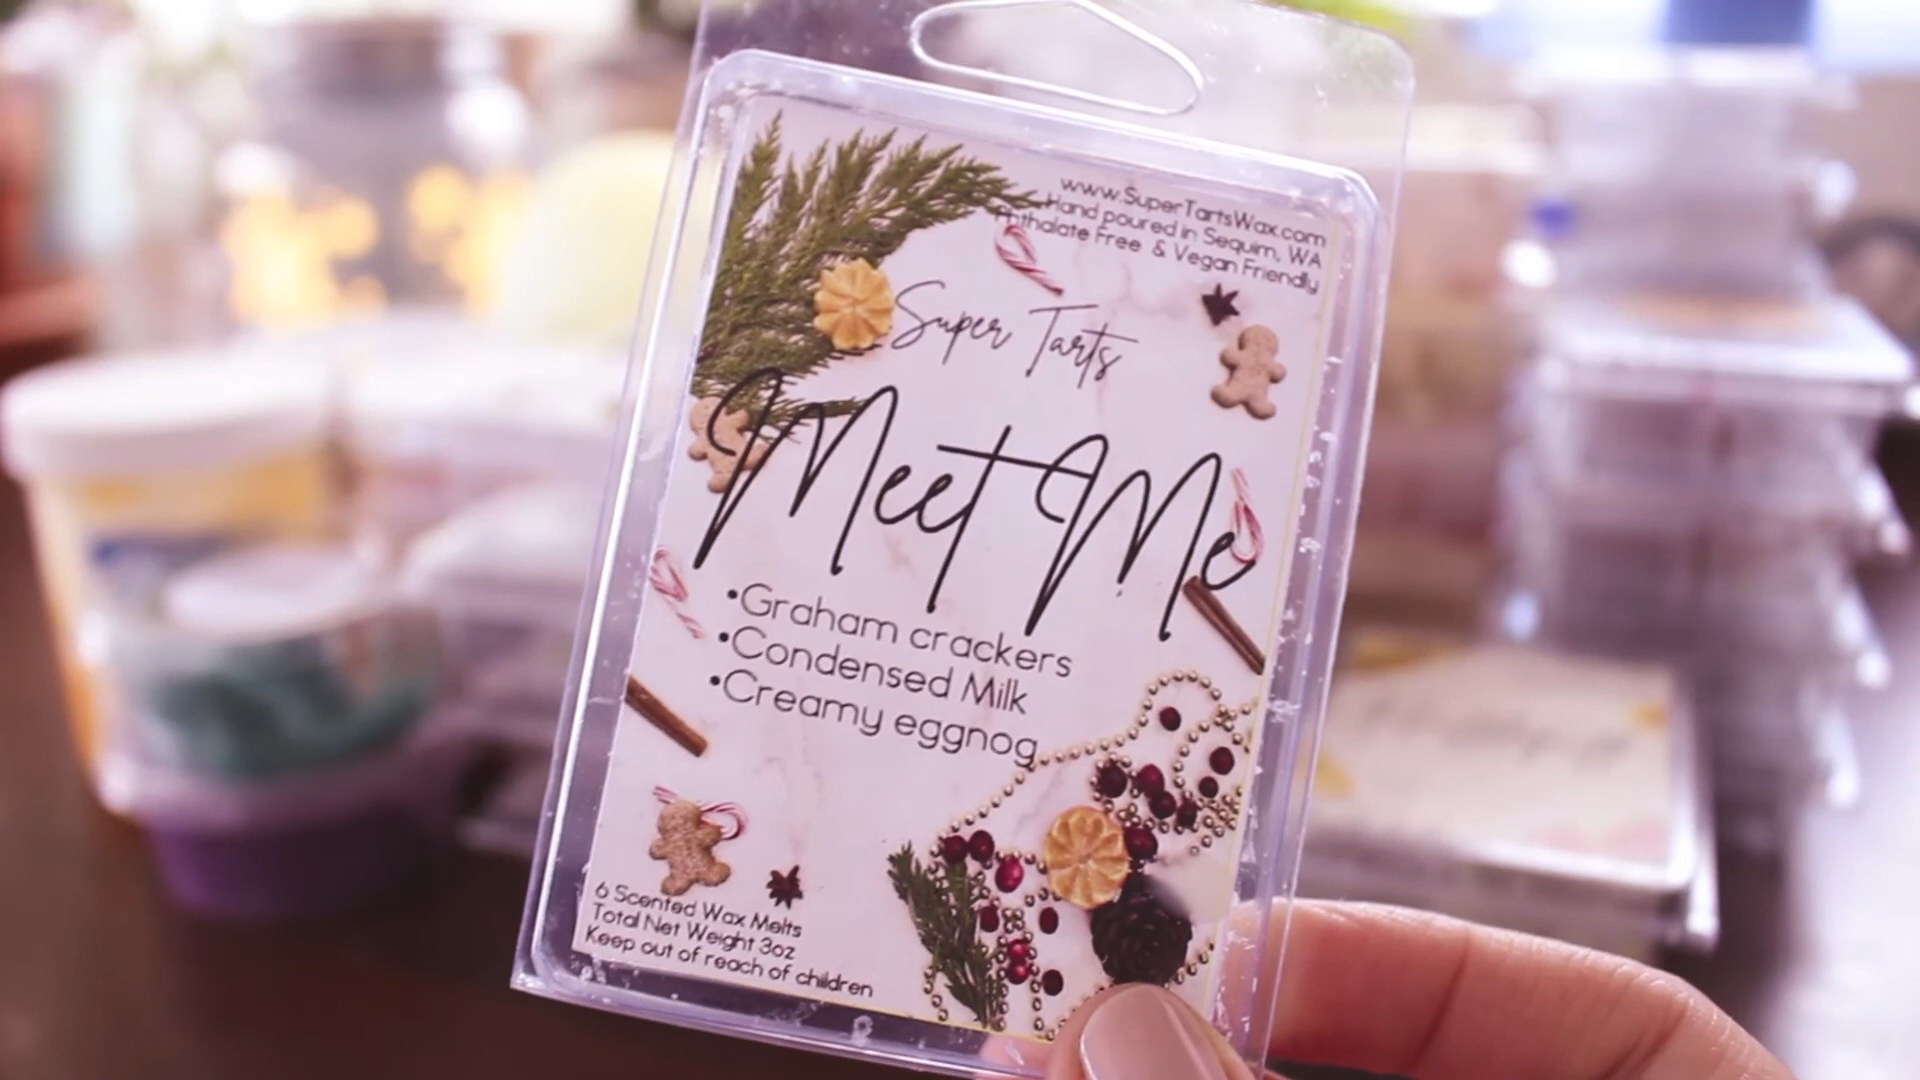 www.SuperTartsWax.com
Hand poured in Sequim, WA
Phthalate Free & Vegan Friendly
Super Tarts
Meet Me
•Graham crackers
•Condensed Milk
•Creamy eggnog
6 Scented Wax Melts
Total Net Weight 3oz
Keep out of reach of children